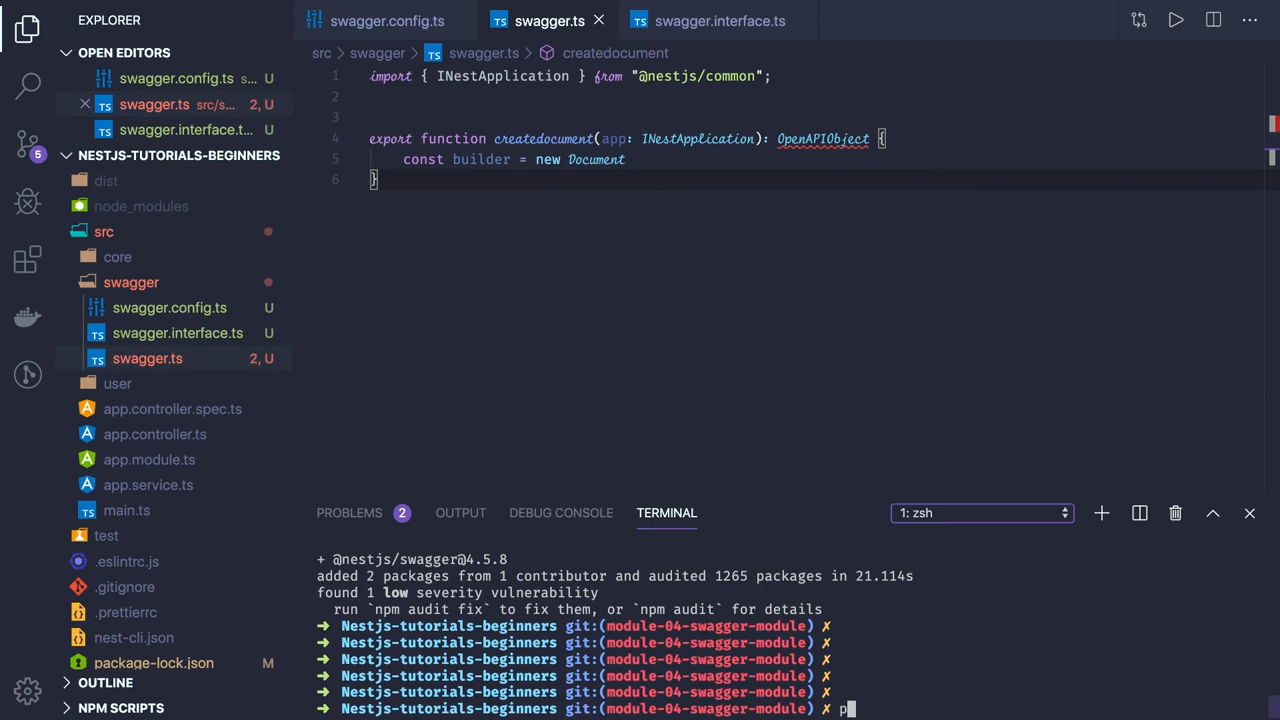 EXPLORER
OPEN EDITORS
swagger.config.ts s... U
swagger.ts src/s... 2, U
swagger.interface.t... U
NESTJS-TUTORIALS-BEGINNERS
dist
node_modules
src
core
swagger
swagger.config.ts U
swagger.interface.ts U
TS swagger.ts 2, U
user
app.controller.spec.ts
app.controller.ts
app.module.ts
app.service.ts
main.ts
test
.eslintrc.js
.gitignore
.prettierrc
nest-cli.json
package-lock.json M
OUTLINE
NPM SCRIPTS
5
swagger.config.ts TS swagger.ts TS swagger.interface.ts
src > swagger > TS swagger.ts > createdocument
1 import { INestApplication } from "@nestjs/common";
2
3
4 export function createdocument(app: INestApplication): OpenAPIObject {
5 const builder = new Document
6 }
PROBLEMS 2 OUTPUT DEBUG CONSOLE TERMINAL 1: zsh
+ @nestjs/swagger@4.5.8
added 2 packages from 1 contributor and audited 1265 packages in 21.114s
found 1 low severity vulnerability
run `npm audit fix` to fix them, or `npm audit` for details
➜ Nestjs-tutorials-beginners git:(module-04-swagger-module) ✗
➜ Nestjs-tutorials-beginners git:(module-04-swagger-module) ✗
➜ Nestjs-tutorials-beginners git:(module-04-swagger-module) ✗
➜ Nestjs-tutorials-beginners git:(module-04-swagger-module) ✗
➜ Nestjs-tutorials-beginners git:(module-04-swagger-module) ✗
➜ Nestjs-tutorials-beginners git:(module-04-swagger-module) ✗ p